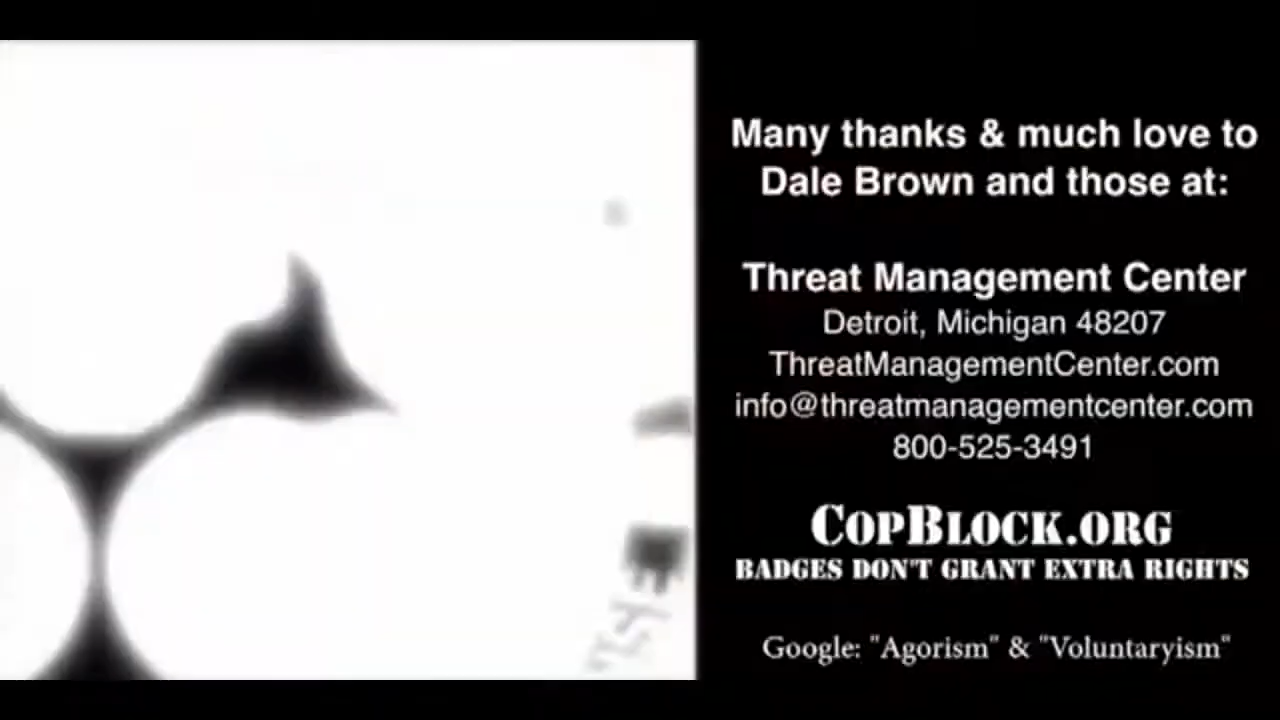 Many thanks & much love to
Dale Brown and those at:
Threat Management Center
Detroit, Michigan 48207
ThreatManagementCenter.com
info@threatmanagementcenter.com
800-525-3491
COPBLOCK.ORG
BADGES DON'T GRANT EXTRA RIGHTS
Google: "Agorism" & "Voluntaryism"